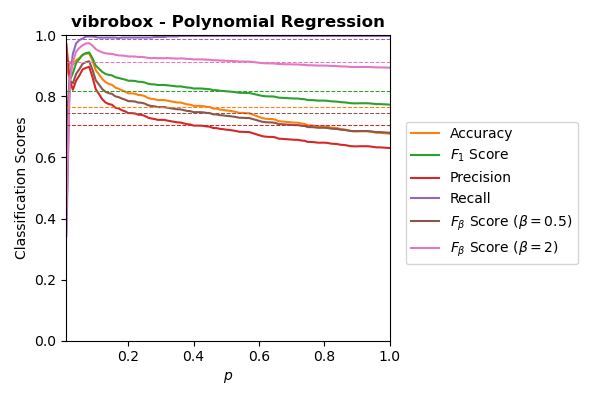 vibrobox - Polynomial Regression
Classification Scores
1.0
0.8
0.6
0.4
0.2
0.0
0.2 0.4 0.6 0.8 1.0
p
Accuracy
F₁ Score
Precision
Recall
Fᵦ Score (β = 0.5)
Fᵦ Score (β = 2)